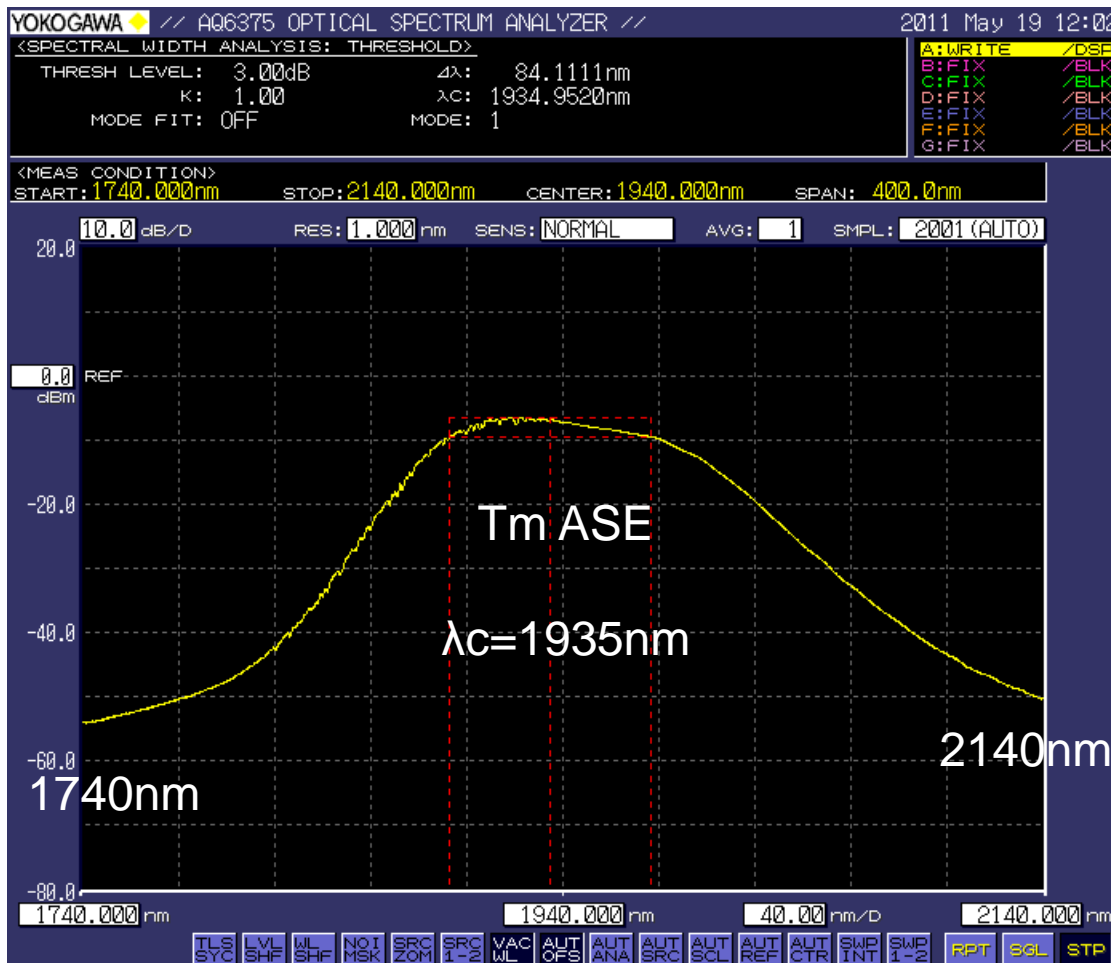 YOKOGAWA // AQ6375 OPTICAL SPECTRUM ANALYZER // 2011 May 19 12:02
<SPECTRAL WIDTH ANALYSIS: THRESHOLD>
THRESH LEVEL: 3.00dB Δλ: 84.1111nm
K: 1.00 λC: 1934.9520nm
MODE FIT: OFF MODE: 1
A:WRITE /DSP
B:FIX /BLK
C:FIX /BLK
D:FIX /BLK
E:FIX /BLK
F:FIX /BLK
G:FIX /BLK
<MEAS CONDITION>
START:1740.000nm STOP:2140.000nm CENTER:1940.000nm SPAN: 400.0nm
10.0 dB/D RES: 1.000 nm SENS: NORMAL AVG: 1 SMPL: 2001(AUTO)
20.0
0.0 REF
dBm
-20.0
Tm ASE
-40.0
λc=1935nm
-60.0
2140nm
1740nm
-80.0
1740.000 nm 1940.000 nm 40.00 nm/D 2140.000 nm
TLS SYC LVL SHF WL SHF NOI MSK SRC ZOM SRC 1-2 VAC WL AUT OFS AUT ANA AUT SRC AUT SCL AUT REF AUT CTR SWP INT SWP 1-2 RPT SGL STP